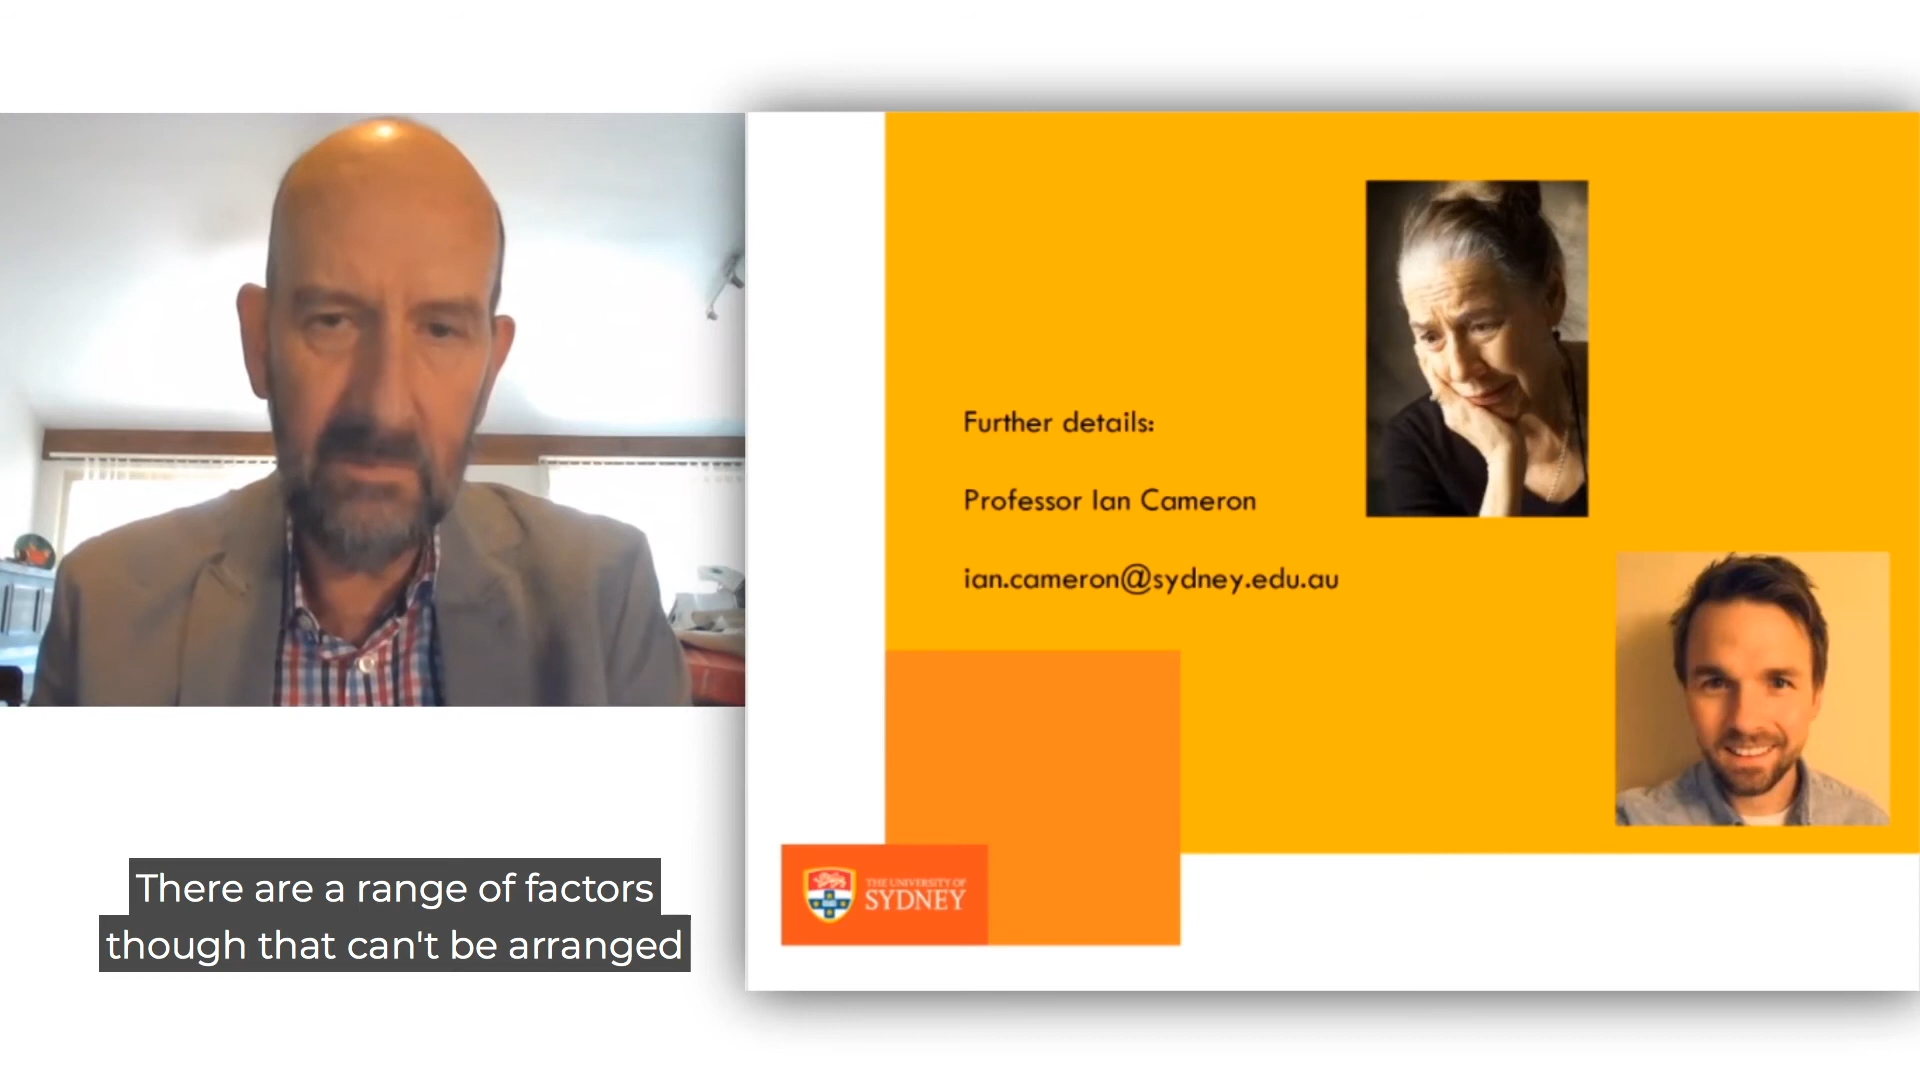 Further details:
Professor Ian Cameron
ian.cameron@sydney.edu.au
THE UNIVERSITY OF
SYDNEY
There are a range of factors
though that can't be arranged